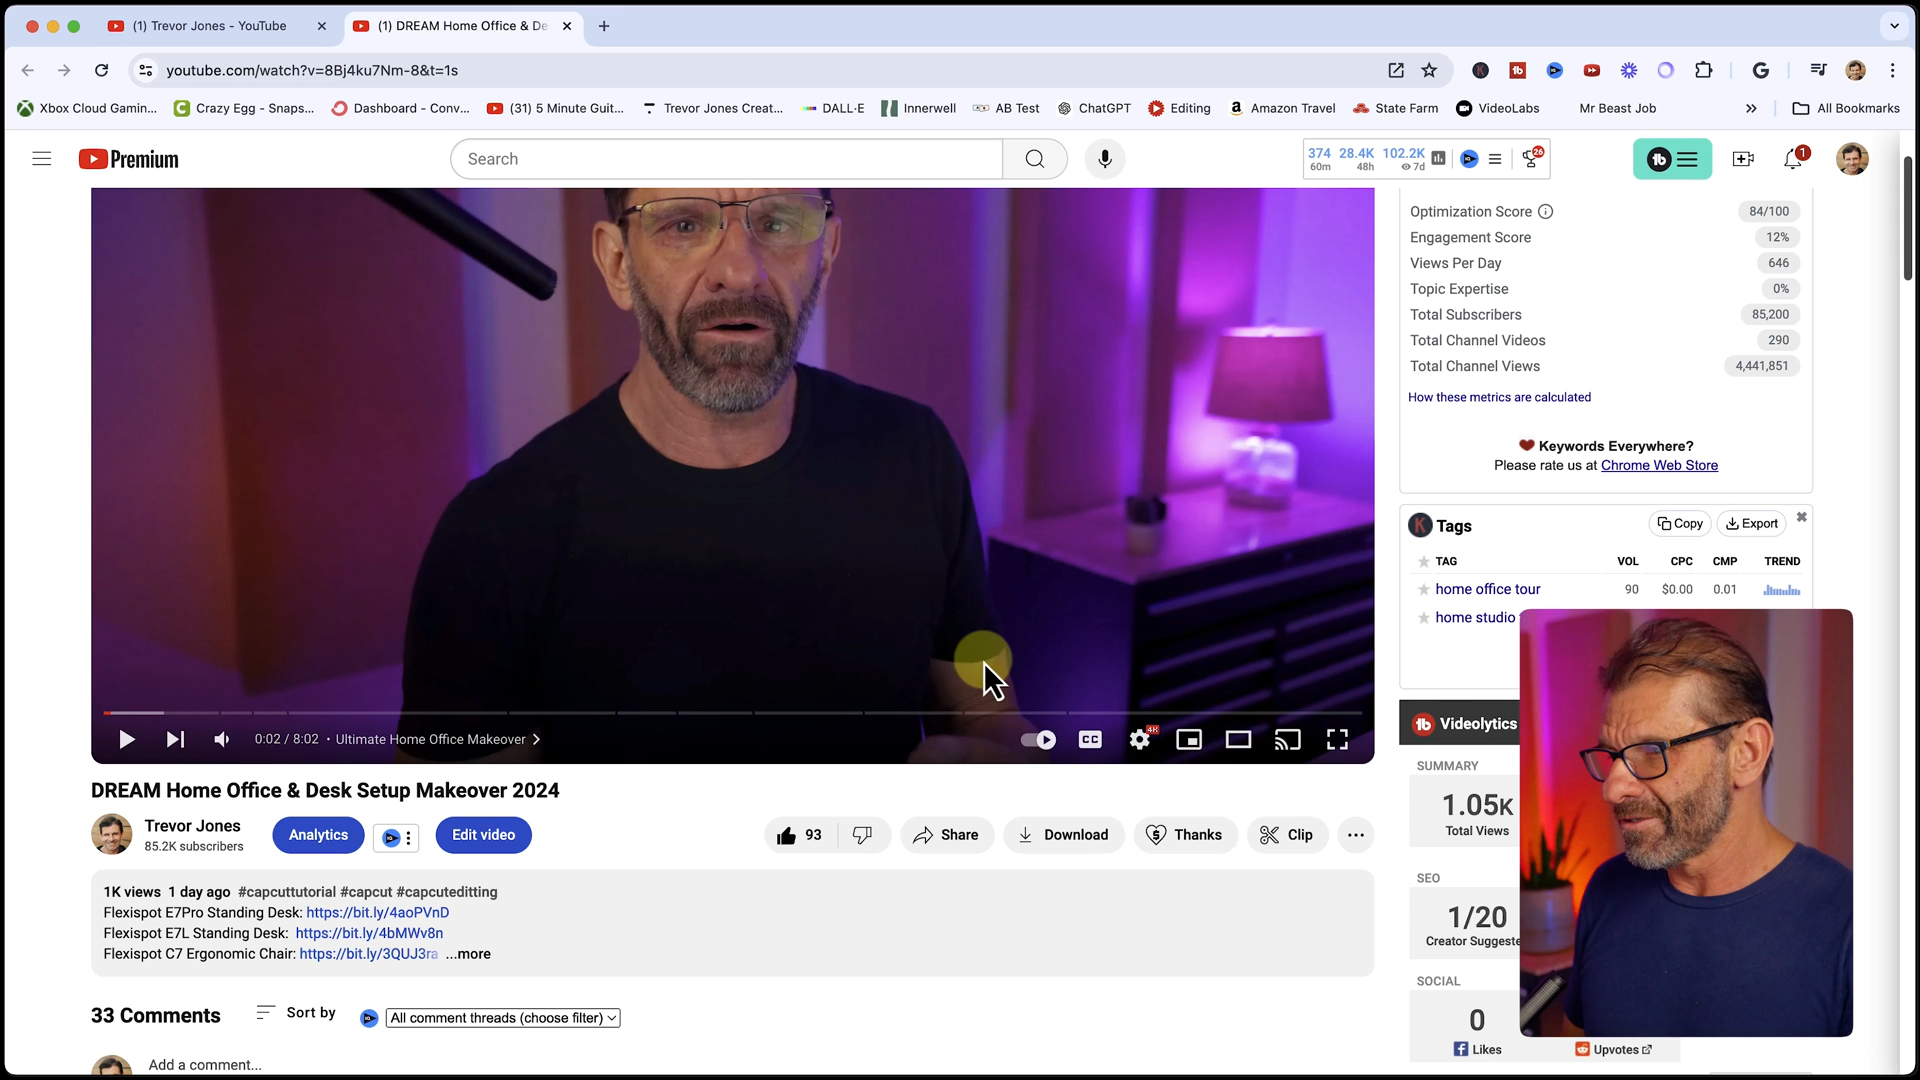 (1) Trevor Jones - YouTube
(1) DREAM Home Office & De
youtube.com/watch?v=8Bj4ku7Nm-8&t=1s
Xbox Cloud Gamin...
Crazy Egg - Snaps...
Dashboard - Conv...
(31) 5 Minute Guit...
Trevor Jones Creat...
DALL·E
Innerwell
AB Test
ChatGPT
Editing
Amazon Travel
State Farm
VideoLabs
Mr Beast Job
All Bookmarks
Premium
Search
374 28.4K 102.2K
60m 48h 7d
26
1
Optimization Score 84/100
Engagement Score 12%
Views Per Day 646
Topic Expertise 0%
Total Subscribers 85,200
Total Channel Videos 290
Total Channel Views 4,441,851
How these metrics are calculated
Keywords Everywhere?
Please rate us at Chrome Web Store
K Tags Copy Export
TAG VOL CPC CMP TREND
home office tour 90 $0.00 0.01
home studio
0:02 / 8:02 • Ultimate Home Office Makeover
CC
4K
DREAM Home Office & Desk Setup Makeover 2024
Trevor Jones
85.2K subscribers
Analytics
Edit video
93
Share
Download
Thanks
Clip
1K views 1 day ago #capcuttutorial #capcut #capcuteditting
Flexispot E7Pro Standing Desk: https://bit.ly/4aoPVnD
Flexispot E7L Standing Desk: https://bit.ly/4bMWv8n
Flexispot C7 Ergonomic Chair: https://bit.ly/3QUJ3ra ...more
33 Comments
Sort by
All comment threads (choose filter)
Add a comment...
Videolytics
SUMMARY
1.05K
Total Views
SEO
1/20
Creator Suggeste
SOCIAL
0
Likes
Upvotes